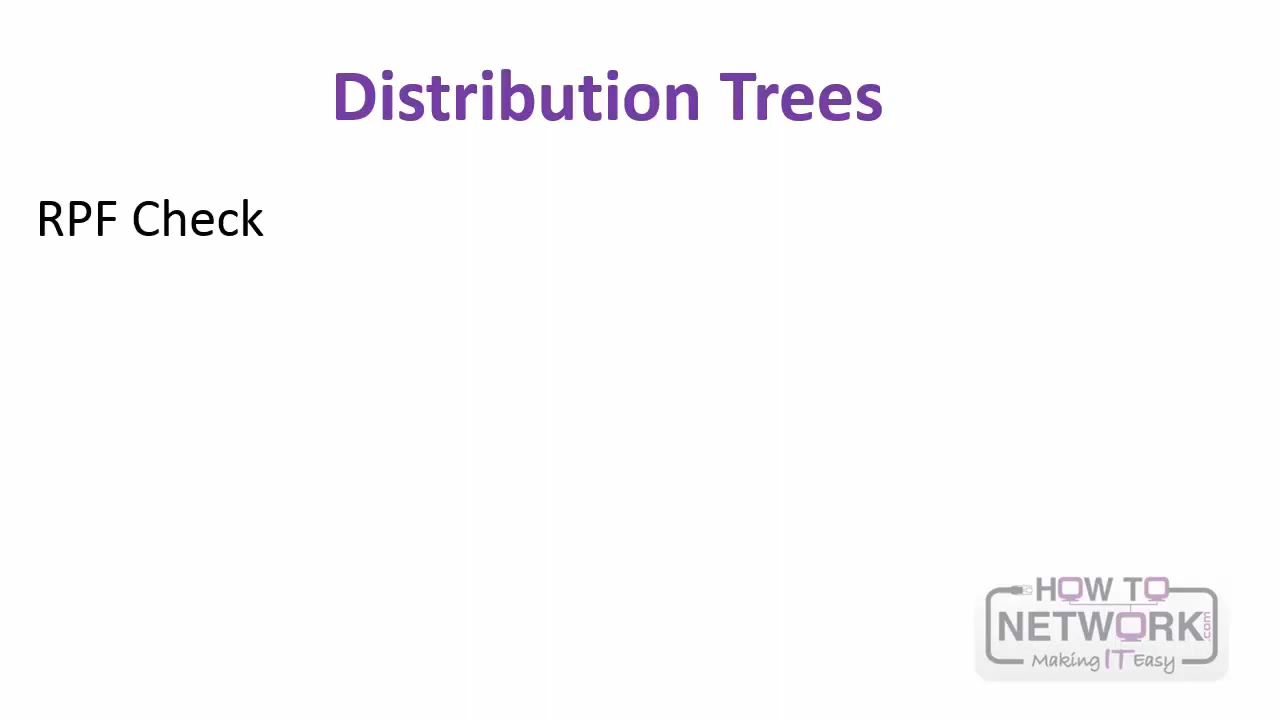 Distribution Trees
RPF Check
HOW TO
NETWORK.com
Making IT Easy